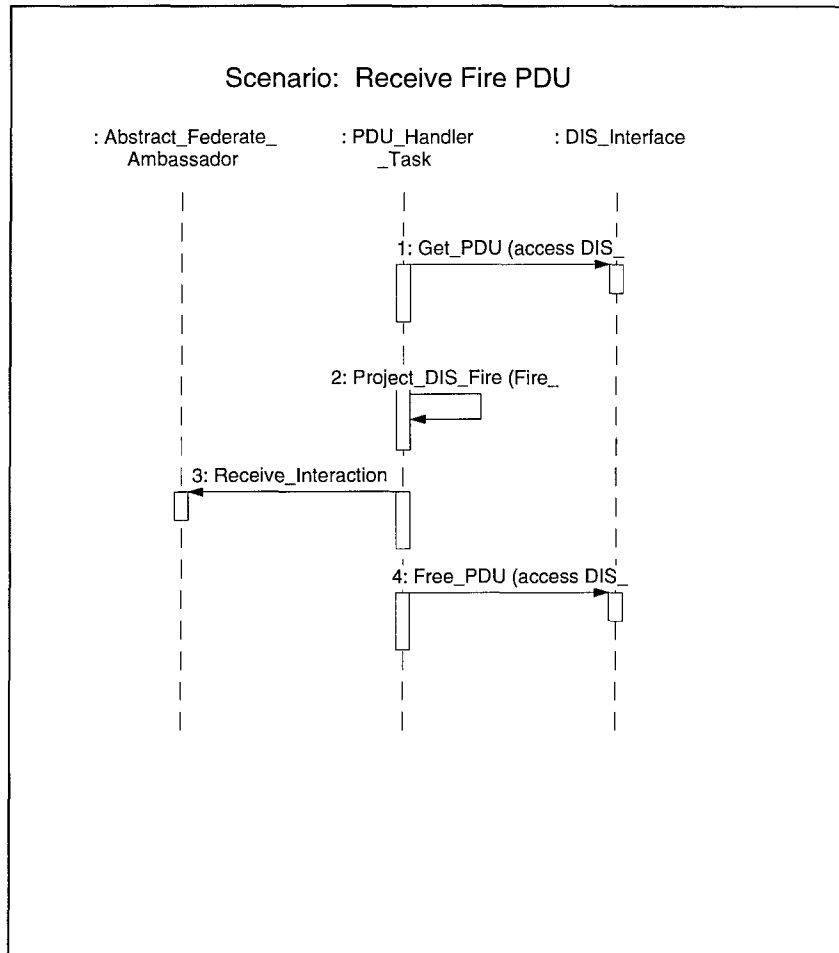 Scenario: Receive Fire PDU
: Abstract_Federate_
Ambassador
: PDU_Handler
_Task
: DIS_Interface
1: Get_PDU (access DIS_
2: Project_DIS_Fire (Fire_
3: Receive_Interaction
4: Free_PDU (access DIS_